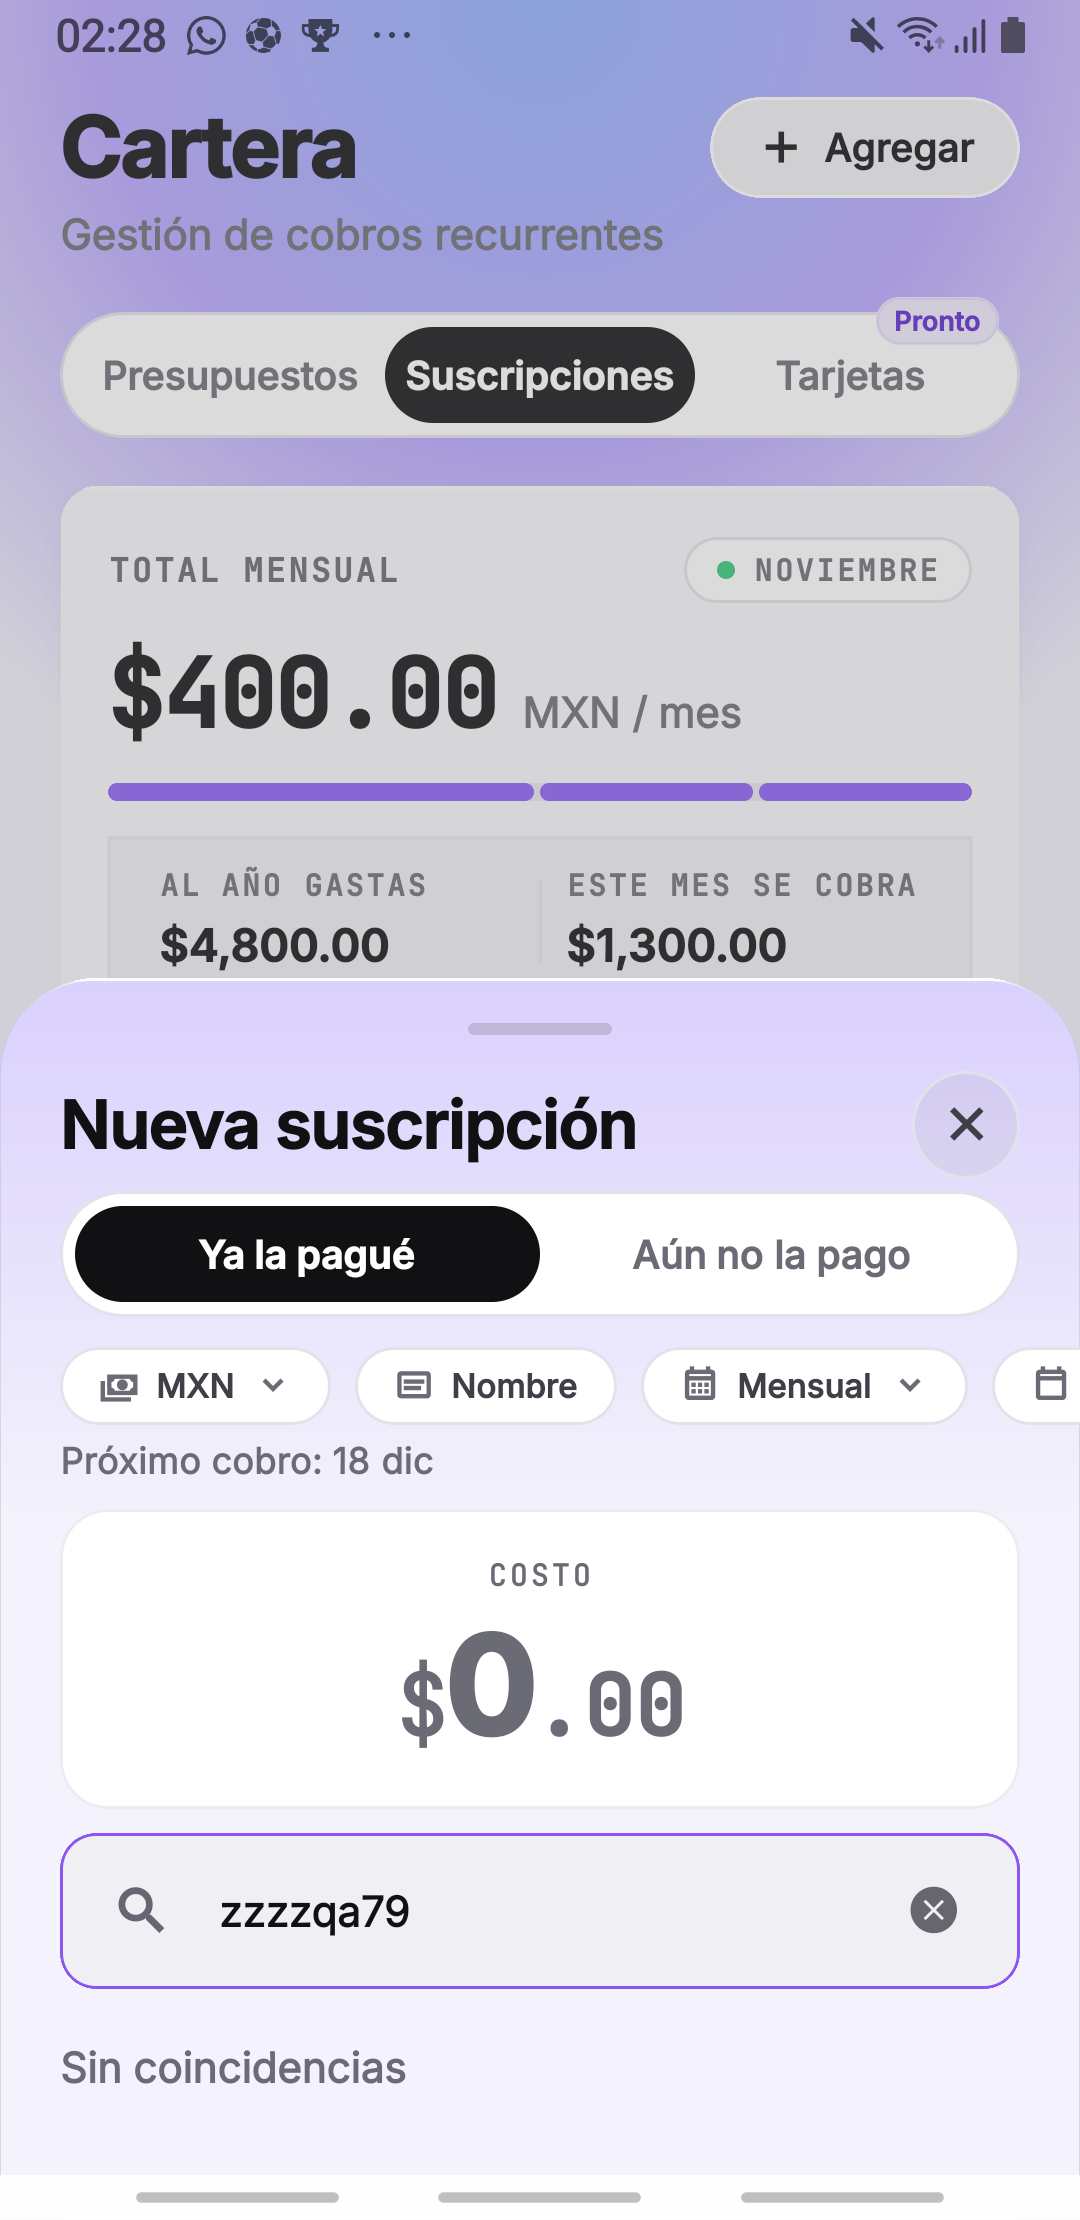 02:28
Cartera
+ Agregar
Gestión de cobros recurrentes
Pronto
Presupuestos Suscripciones Tarjetas
TOTAL MENSUAL NOVIEMBRE
$400.00 MXN / mes
AL AÑO GASTAS ESTE MES SE COBRA
$4,800.00 $1,300.00
Nueva suscripción
Ya la pagué Aún no la pago
MXN Nombre Mensual
Próximo cobro: 18 dic
COSTO
$0.00
zzzzqa79
Sin coincidencias